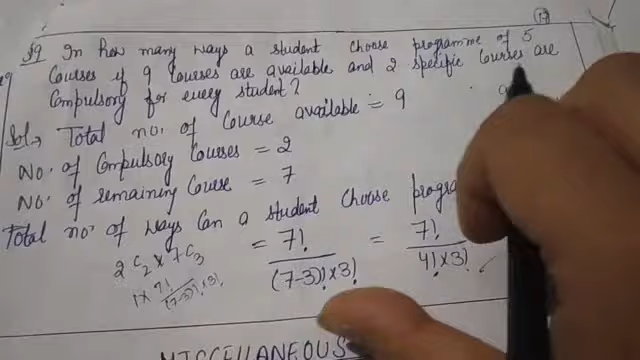 Q9 In how many ways a student choose programme of 5
Courses if 9 Courses are available and 2 specific Courses are
Compulsory for every student?
Sol→ Total no. of Course available = 9
No. of Compulsory Courses = 2
No. of remaining Course = 7
Total no. of ways Can a student choose
2C2 × 7C3 = 7! / (7-3)! × 3! = 7! / 4! × 3!
1 × 7! / (7-3)! × 3!
MISCELLANEOUS